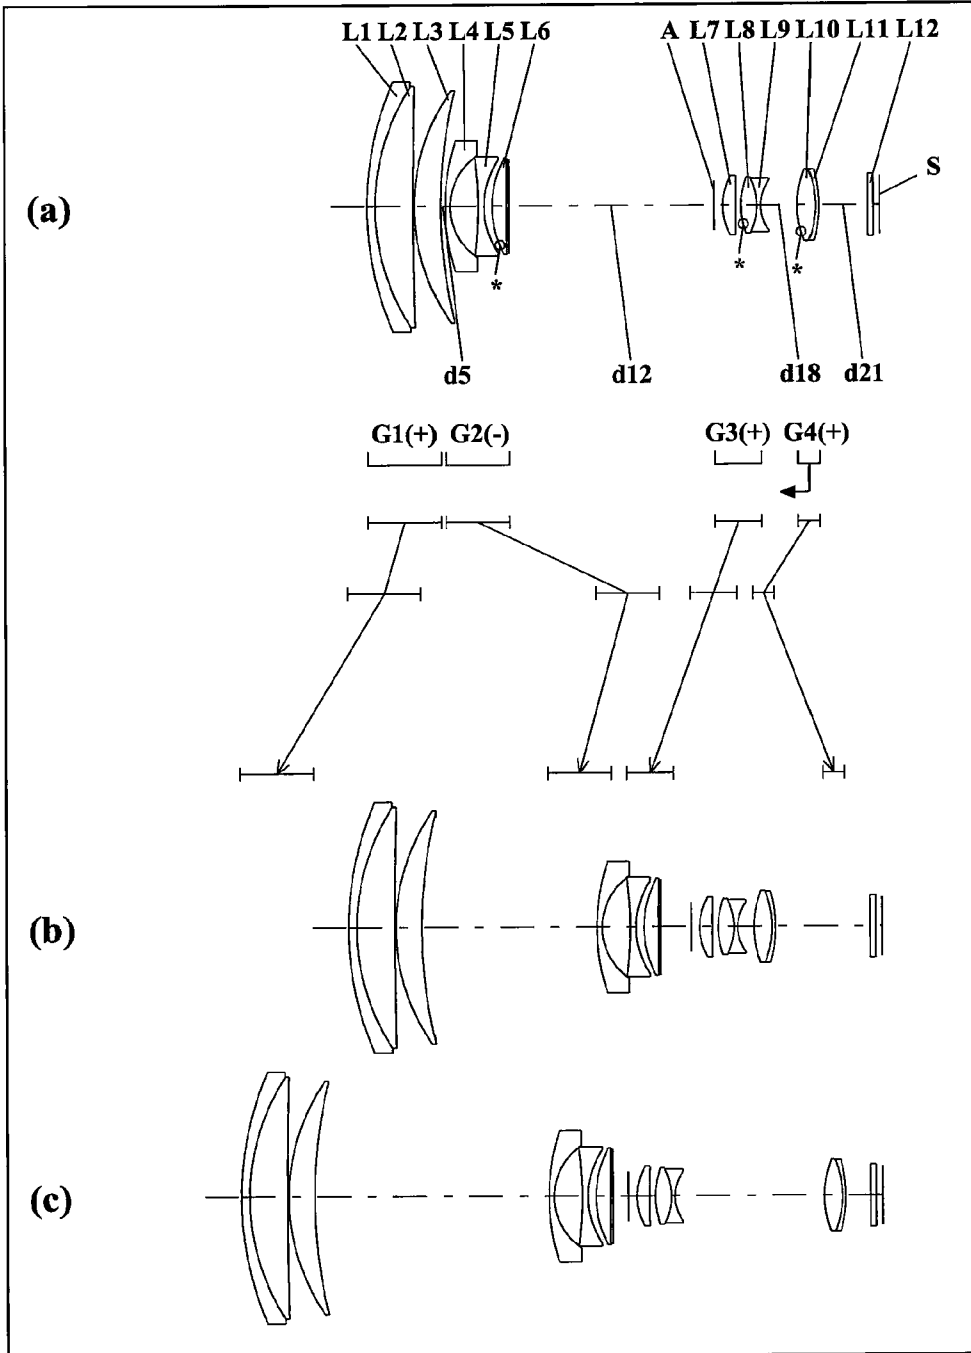 L1 L2 L3 L4 L5 L6 A L7 L8 L9 L10 L11 L12
(a)
S
* * *
d5 d12 d18 d21
G1(+) G2(-) G3(+) G4(+)
(b)
(c)